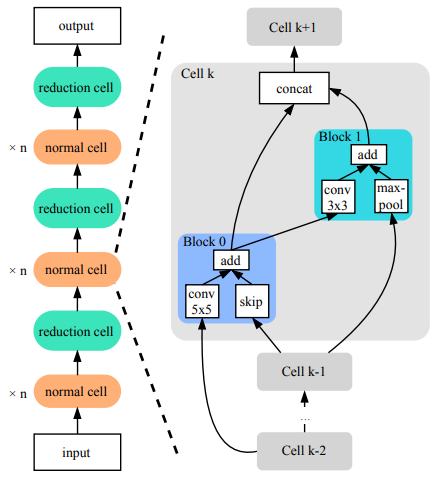 output
reduction cell
× n
normal cell
reduction cell
× n
normal cell
reduction cell
× n
normal cell
input
Cell k+1
Cell k
concat
Block 1
add
conv
3x3
max-
pool
Block 0
add
conv
5x5
skip
Cell k-1
...
Cell k-2